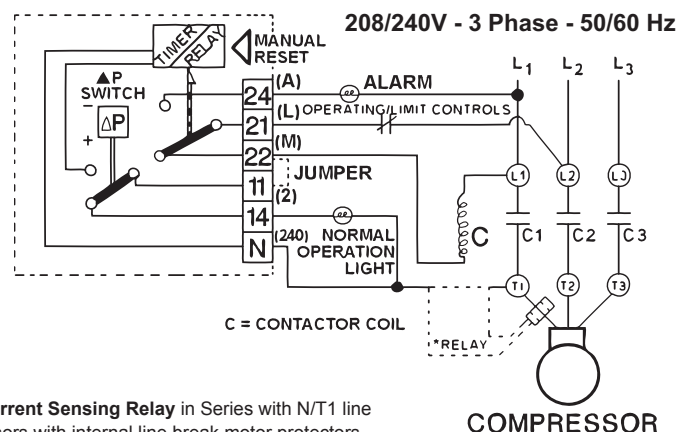 208/240V - 3 Phase - 50/60 Hz
TIMER
RELAY
MANUAL
RESET
L1 L2 L3
▲P
SWITCH
−
ΔP
+
24 (A) ALARM
21 (L) OPERATING/LIMIT CONTROLS
22 (M)
JUMPER
11
(2)
14
N (240) NORMAL
OPERATION
LIGHT
L1 L2 L3
C C1 C2 C3
T1 T2 T3
C = CONTACTOR COIL
*RELAY
COMPRESSOR
rrent Sensing Relay in Series with N/T1 line
ners with internal line break motor protectors